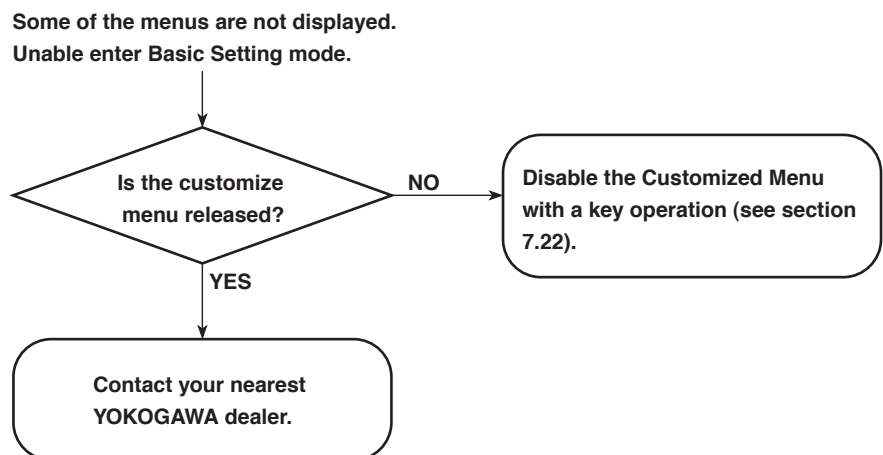 Some of the menus are not displayed.
Unable enter Basic Setting mode.
Is the customize
menu released?
NO
Disable the Customized Menu
with a key operation (see section
7.22).
YES
Contact your nearest
YOKOGAWA dealer.